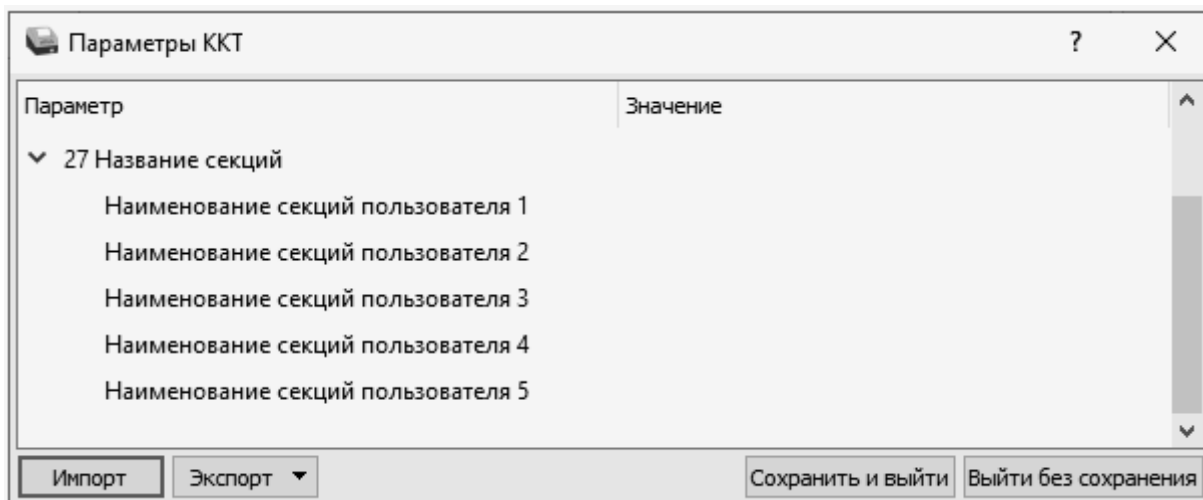 Параметры ККТ ?
Параметр Значение
27 Название секций
Наименование секций пользователя 1
Наименование секций пользователя 2
Наименование секций пользователя 3
Наименование секций пользователя 4
Наименование секций пользователя 5
Импорт Экспорт Сохранить и выйти Выйти без сохранения